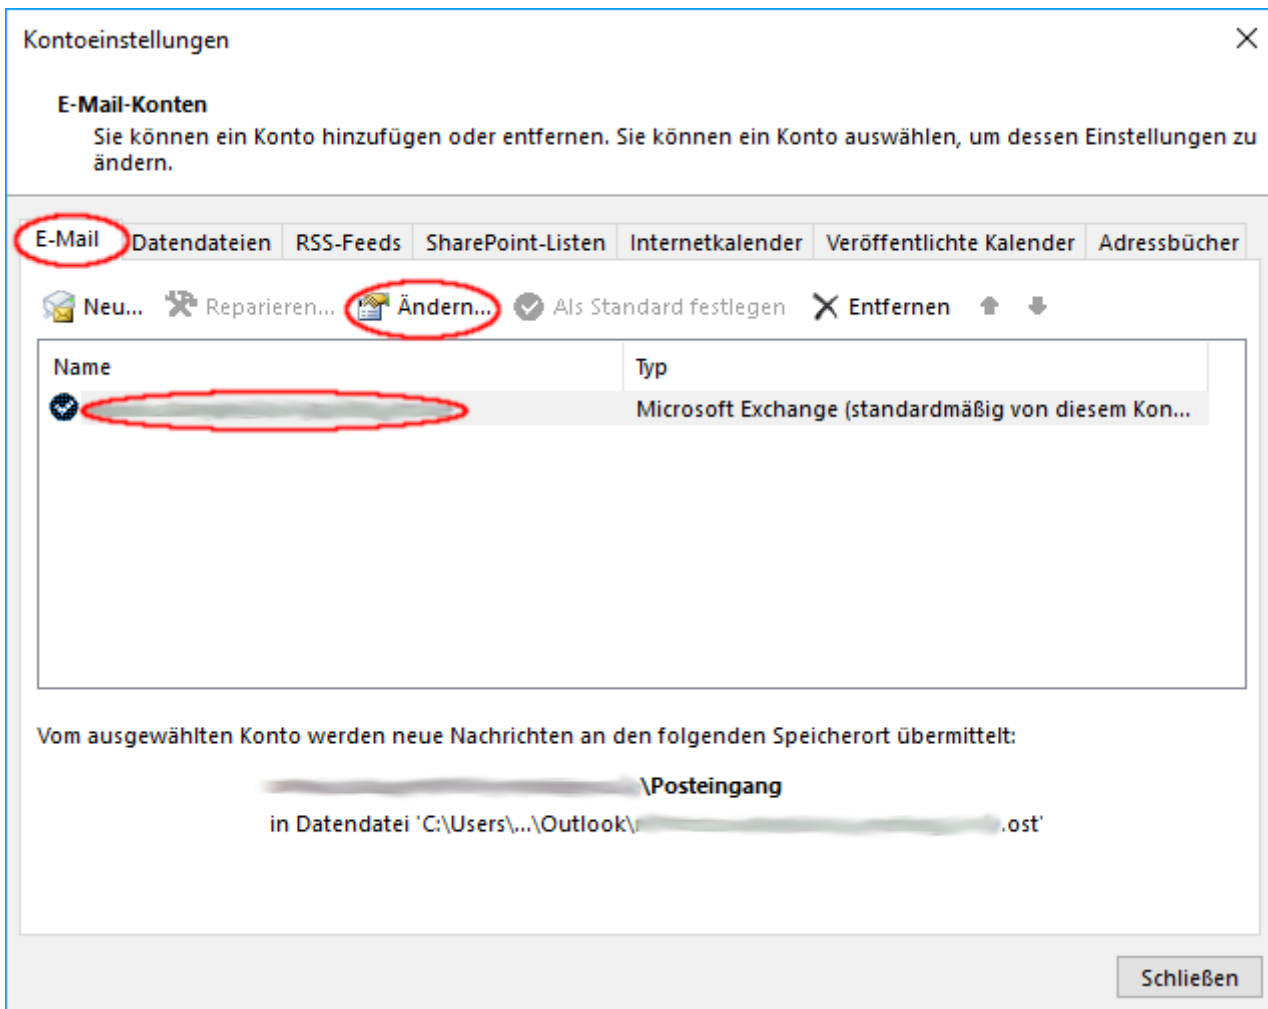 Kontoeinstellungen
E-Mail-Konten
Sie können ein Konto hinzufügen oder entfernen. Sie können ein Konto auswählen, um dessen Einstellungen zu
ändern.
E-Mail Datendateien RSS-Feeds SharePoint-Listen Internetkalender Veröffentlichte Kalender Adressbücher
Neu... Reparieren... Ändern... Als Standard festlegen Entfernen
Name Typ
Microsoft Exchange (standardmäßig von diesem Kon...
Vom ausgewählten Konto werden neue Nachrichten an den folgenden Speicherort übermittelt:
\Posteingang
in Datendatei 'C:\Users\...\Outlook\ .ost'
Schließen